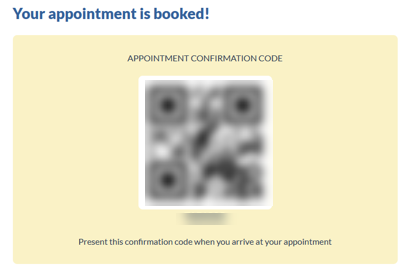 Your appointment is booked!
APPOINTMENT CONFIRMATION CODE
Present this confirmation code when you arrive at your appointment